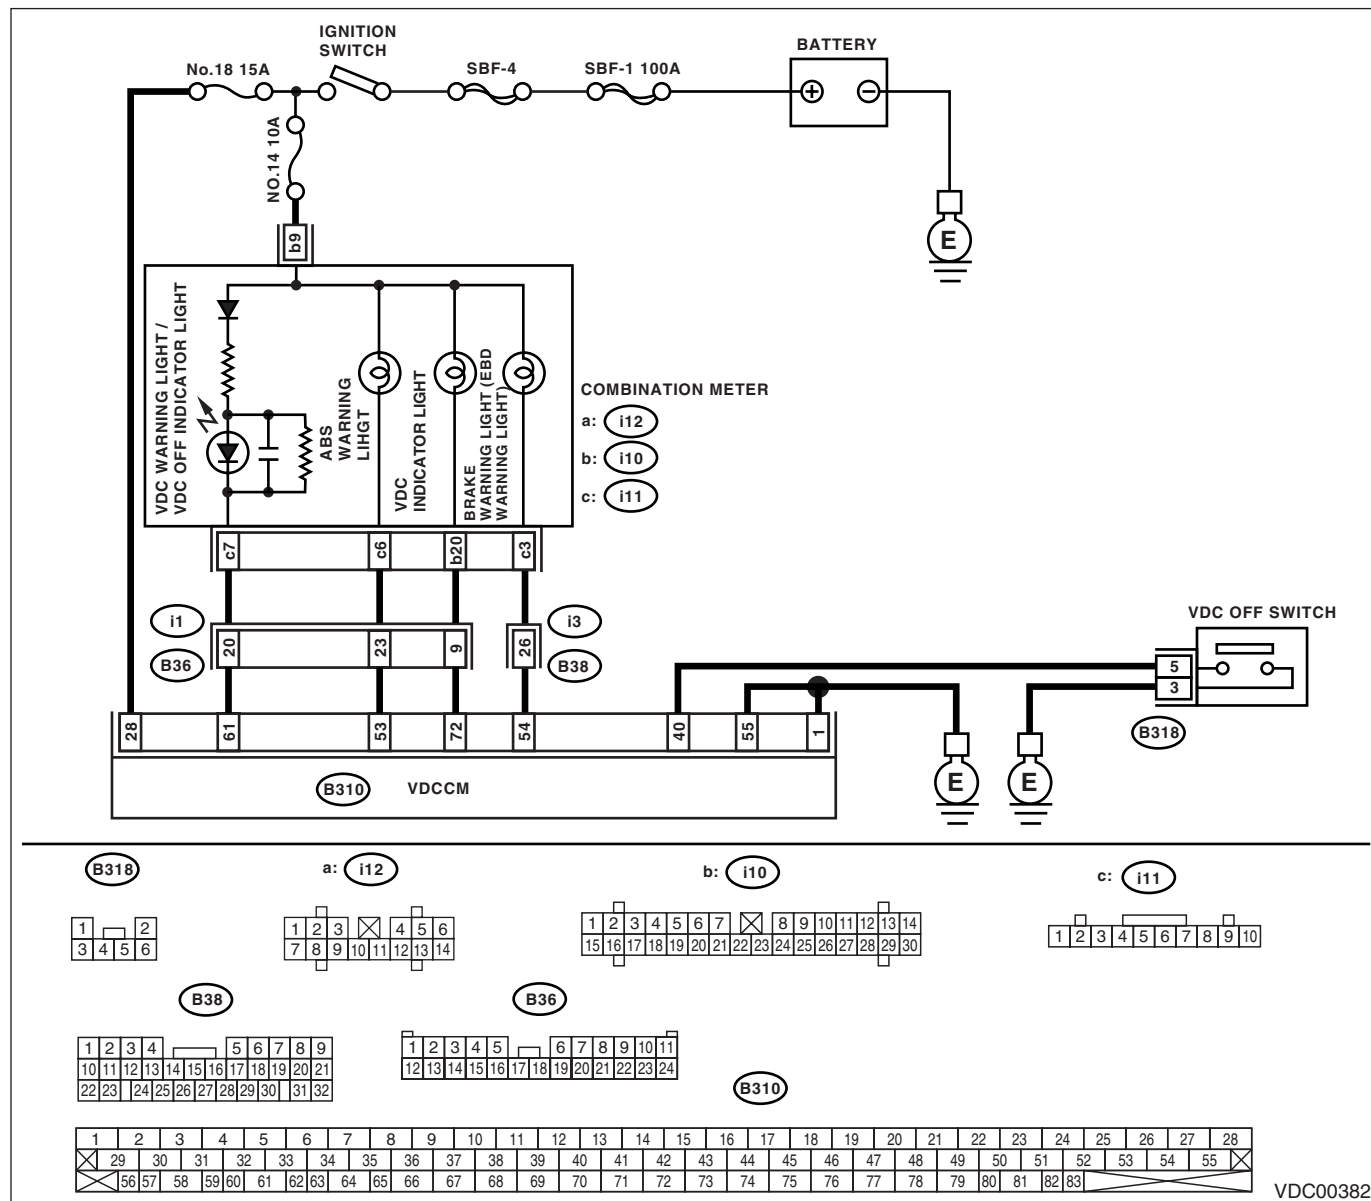 IGNITION
SWITCH
BATTERY
No.18 15A
SBF-4
SBF-1 100A
+
−
NO.14 10A
E
b9
VDC WARNING LIGHT /
VDC OFF INDICATOR LIGHT
ABS
WARNING
LIHGT
VDC
INDICATOR LIGHT
BRAKE
WARNING LIGHT (EBD
WARNING LIGHT)
COMBINATION METER
a: i12
b: i10
c: i11
c7 c6 b20 c3
i1 i3
20 23 9 26
B36 B38
VDC OFF SWITCH
5
3
B318
28 61 53 72 54 40 55 1
E E
B310 VDCCM
B318 a: i12 b: i10 c: i11
1 2
3 4 5 6
1 2 3 4 5 6
7 8 9 10 11 12 13 14
1 2 3 4 5 6 7 8 9 10 11 12 13 14
15 16 17 18 19 20 21 22 23 24 25 26 27 28 29 30
1 2 3 4 5 6 7 8 9 10
B38 B36
1 2 3 4 5 6 7 8 9
10 11 12 13 14 15 16 17 18 19 20 21
22 23 24 25 26 27 28 29 30 31 32
1 2 3 4 5 6 7 8 9 10 11
12 13 14 15 16 17 18 19 20 21 22 23 24
B310
1 2 3 4 5 6 7 8 9 10 11 12 13 14 15 16 17 18 19 20 21 22 23 24 25 26 27 28
29 30 31 32 33 34 35 36 37 38 39 40 41 42 43 44 45 46 47 48 49 50 51 52 53 54 55
56 57 58 59 60 61 62 63 64 65 66 67 68 69 70 71 72 73 74 75 76 77 78 79 80 81 82 83
VDC00382